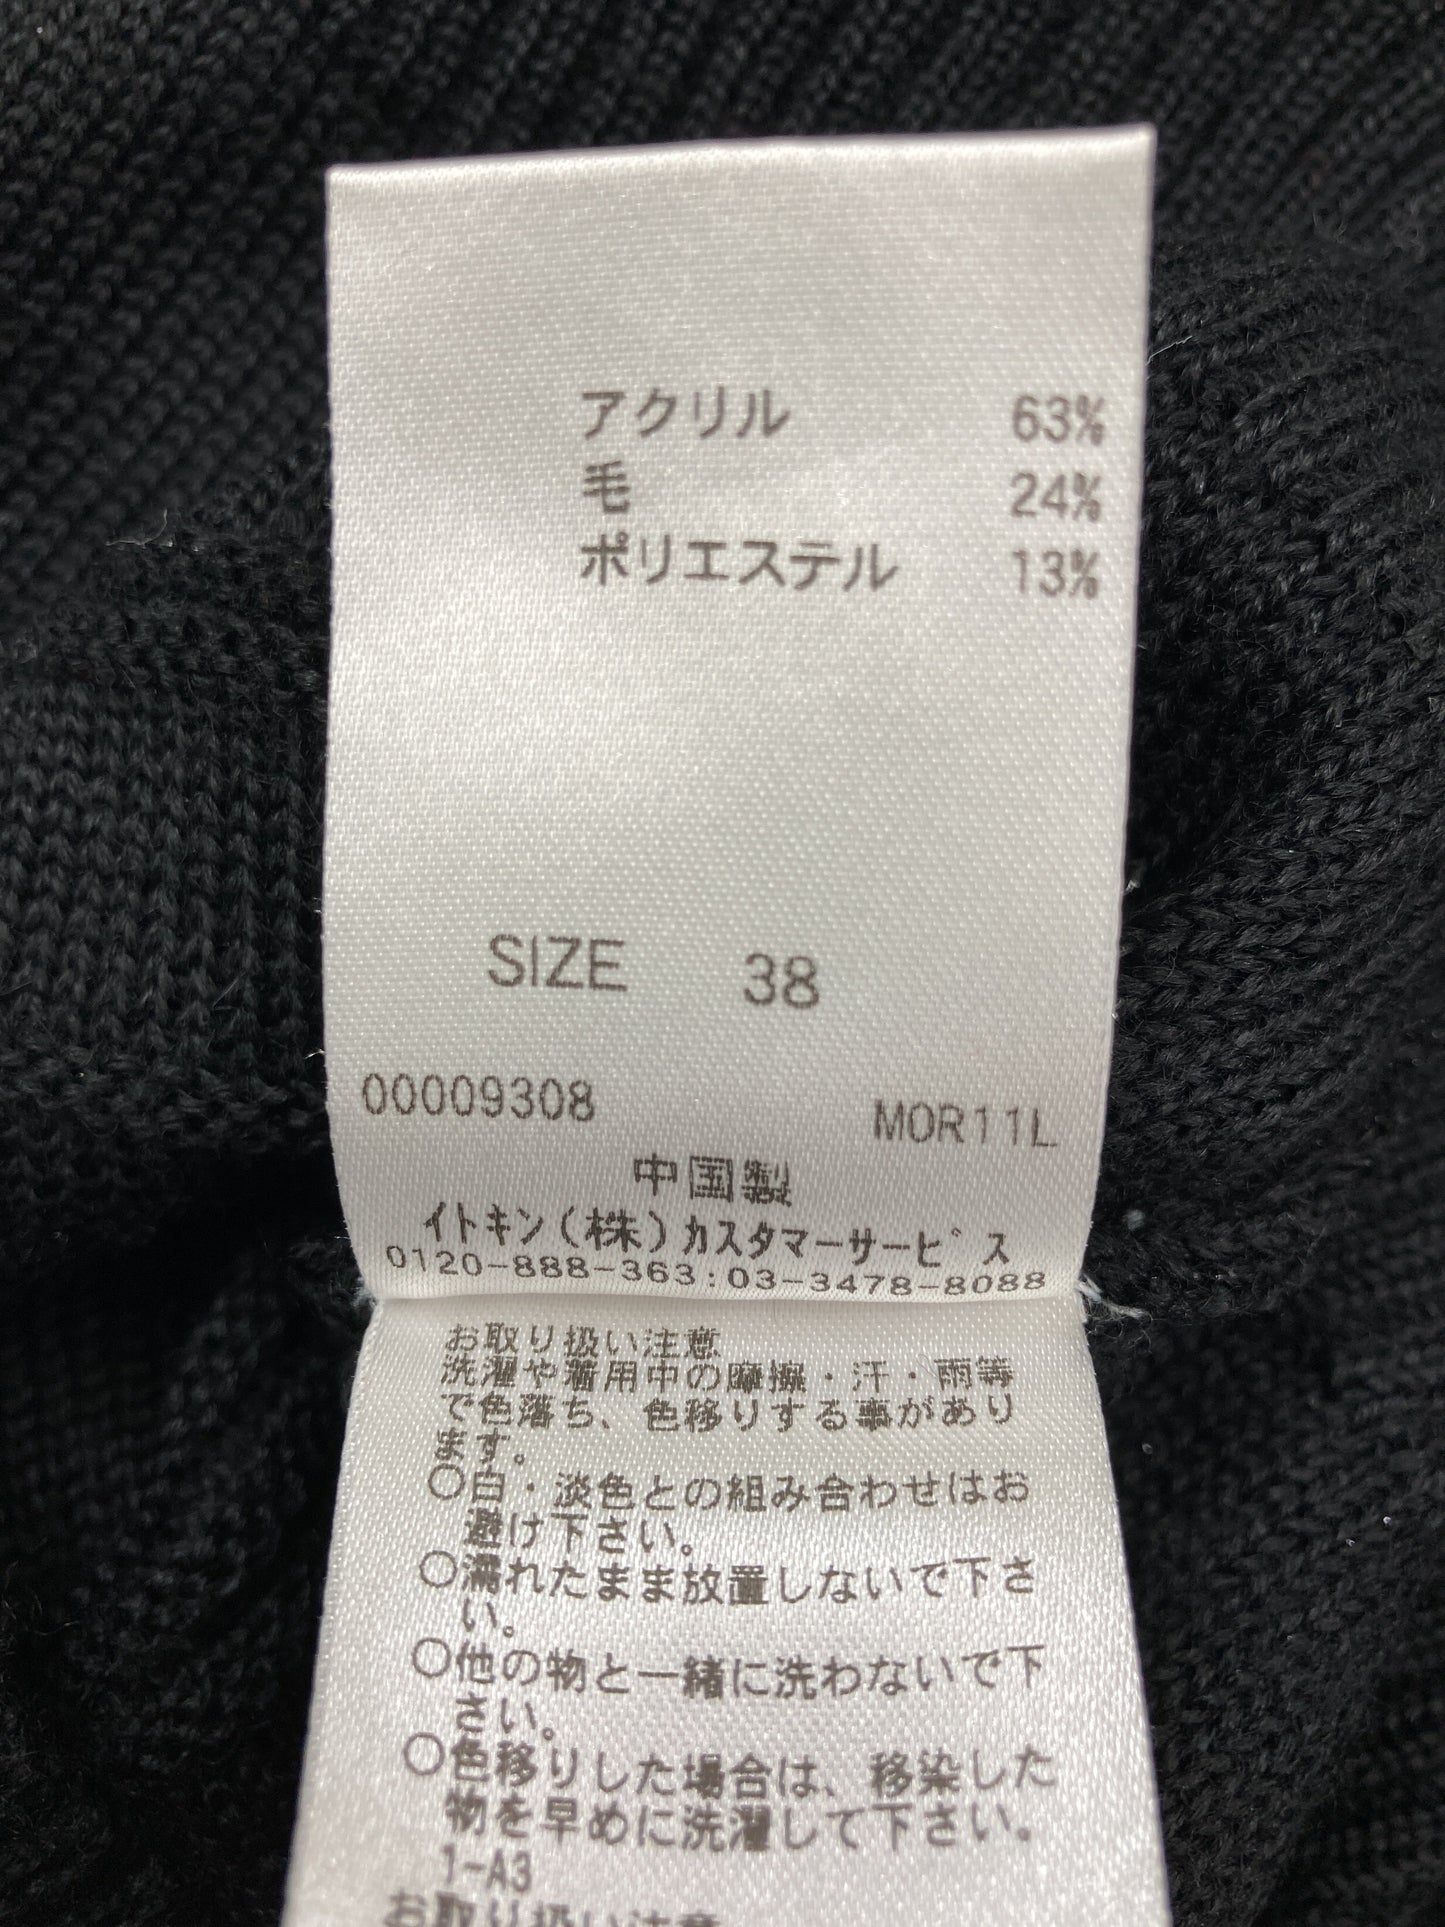 アクリル 63%
毛 24%
ポリエステル 13%
SIZE 38
00009308 MOR11L
中国製
イトキン(株)カスタマーサービス
0120-888-363:03-3478-8088
お取り扱い注意
洗濯や着用中の摩擦・汗・雨等
で色落ち、色移りする事があり
ます。
○白・淡色との組み合わせはお
避け下さい。
○濡れたまま放置しないで下さ
い。
○他の物と一緒に洗わないで下
さい。
○色移りした場合は、移染した
物を早めに洗濯して下さい。
1-A3
お取り扱い注意